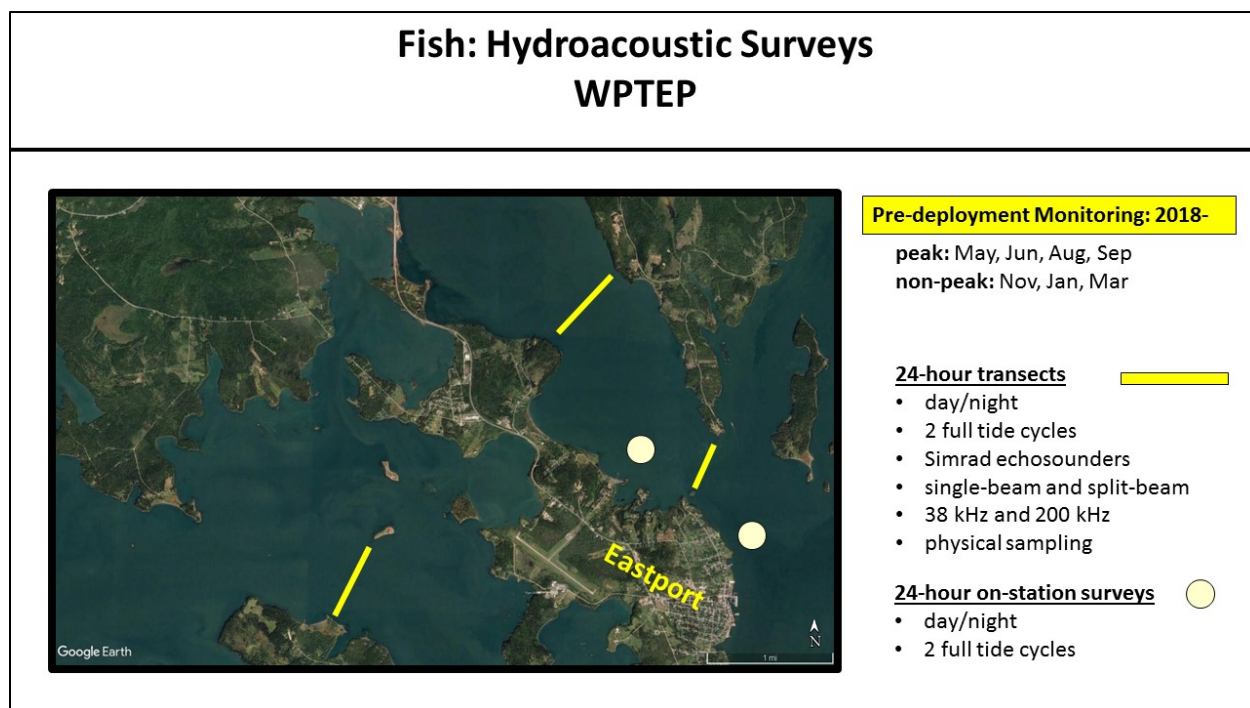 Fish: Hydroacoustic Surveys
WPTEP
Pre-deployment Monitoring: 2018-
peak: May, Jun, Aug, Sep
non-peak: Nov, Jan, Mar
24-hour transects
• day/night
• 2 full tide cycles
• Simrad echosounders
• single-beam and split-beam
• 38 kHz and 200 kHz
• physical sampling
24-hour on-station surveys
• day/night
• 2 full tide cycles
Eastport
Google Earth
N
1 mi